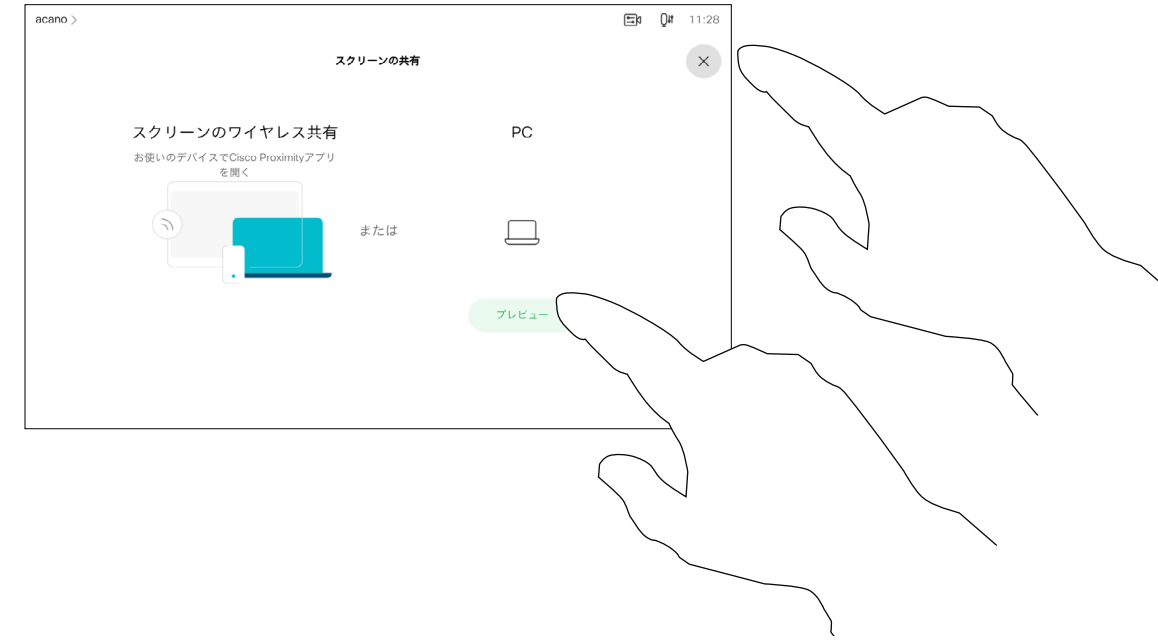 acano >
11:28
スクリーンの共有
スクリーンのワイヤレス共有
お使いのデバイスでCisco Proximityアプリ
を開く
または
PC
プレビュー